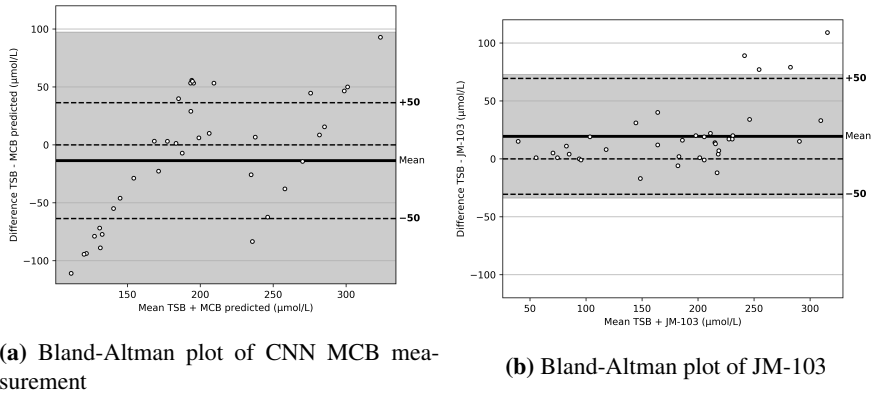 100
50
0
−50
−100
Difference TSB - MCB predicted (μmol/L)
+50
Mean
−50
150 200 250 300
Mean TSB + MCB predicted (μmol/L)
(a) Bland-Altman plot of CNN MCB mea-
surement
100
50
0
−50
−100
Difference TSB - JM-103 (μmol/L)
+50
Mean
−50
50 100 150 200 250 300
Mean TSB + JM-103 (μmol/L)
(b) Bland-Altman plot of JM-103